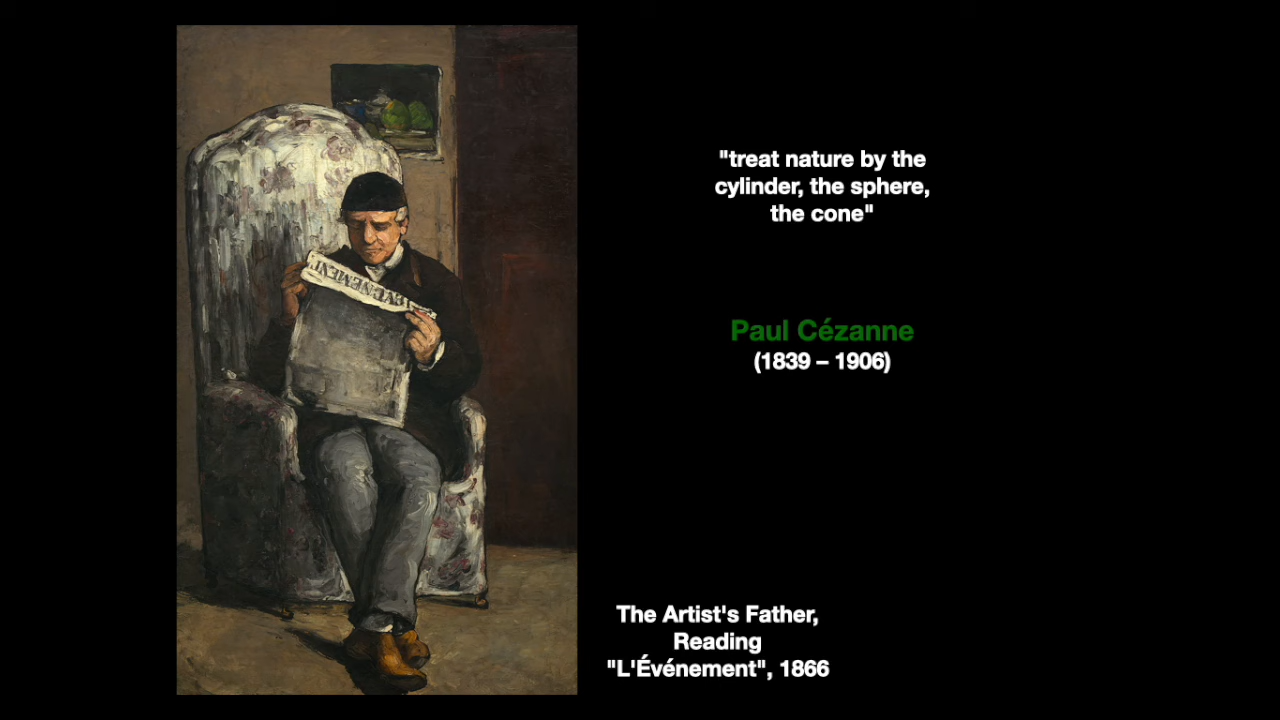 "treat nature by the
cylinder, the sphere,
the cone"
Paul Cézanne
(1839 – 1906)
The Artist's Father,
Reading
"L'Événement", 1866
L'ÉVÉNEMENT